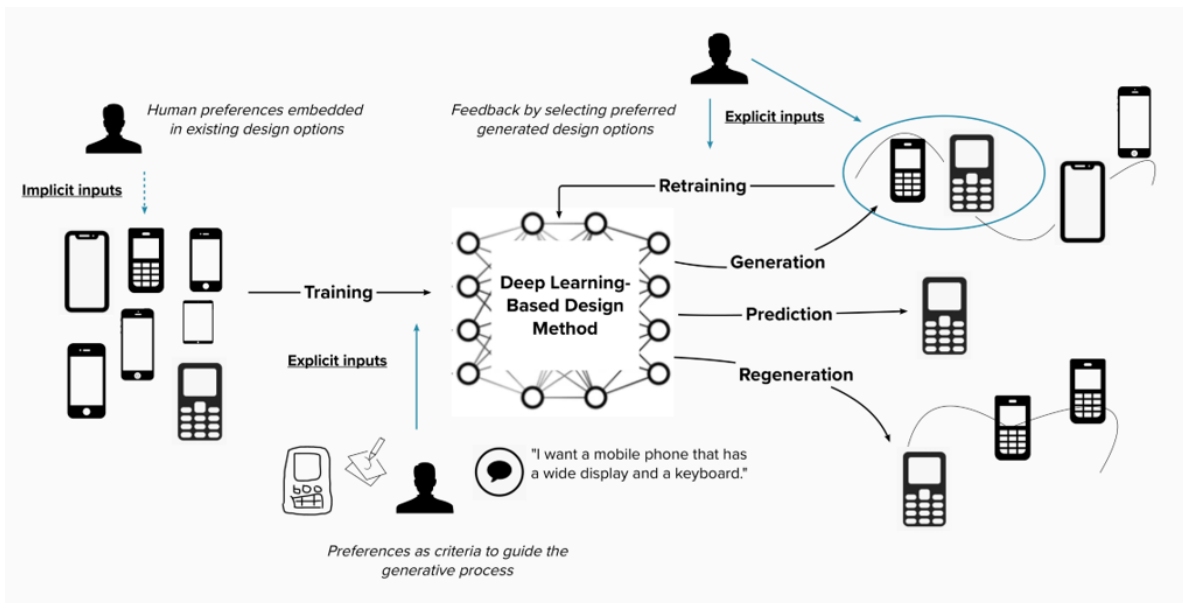 Human preferences embedded
in existing design options
Implicit inputs
Feedback by selecting preferred
generated design options
Explicit inputs
Retraining
Training
Deep Learning-
Based Design
Method
Generation
Prediction
Regeneration
Explicit inputs
"I want a mobile phone that has
a wide display and a keyboard."
Preferences as criteria to guide the
generative process